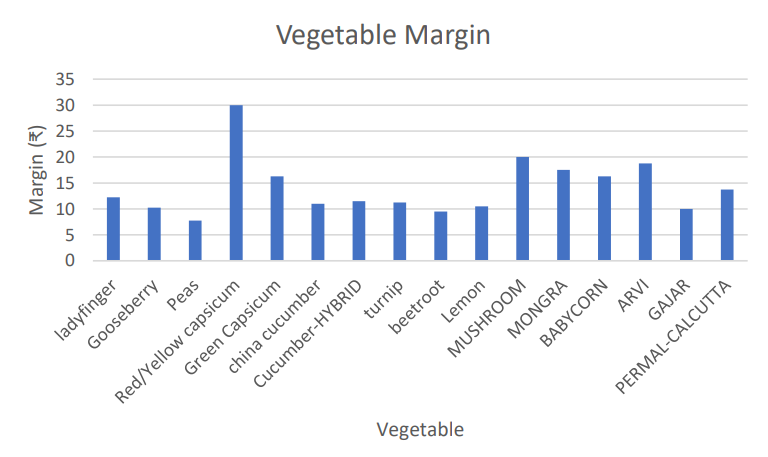 Vegetable Margin
Margin (₹)
35
30
25
20
15
10
5
0
ladyfinger
Gooseberry
Peas
Red/Yellow capsicum
Green Capsicum
china cucumber
Cucumber-HYBRID
turnip
beetroot
Lemon
MUSHROOM
MONGRA
BABYCORN
ARVI
GAJAR
PERMAL-CALCUTTA
Vegetable